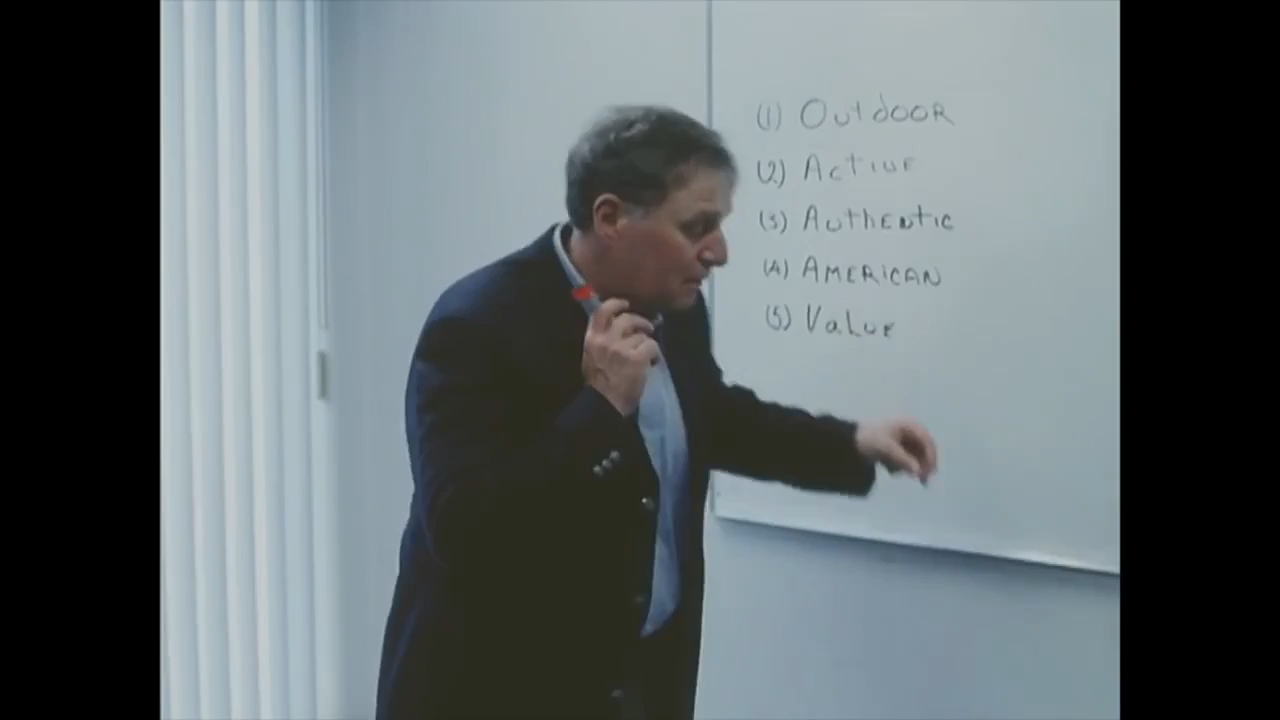 (1) Outdoor
(2) Active
(3) Authentic
(4) American
(5) Value